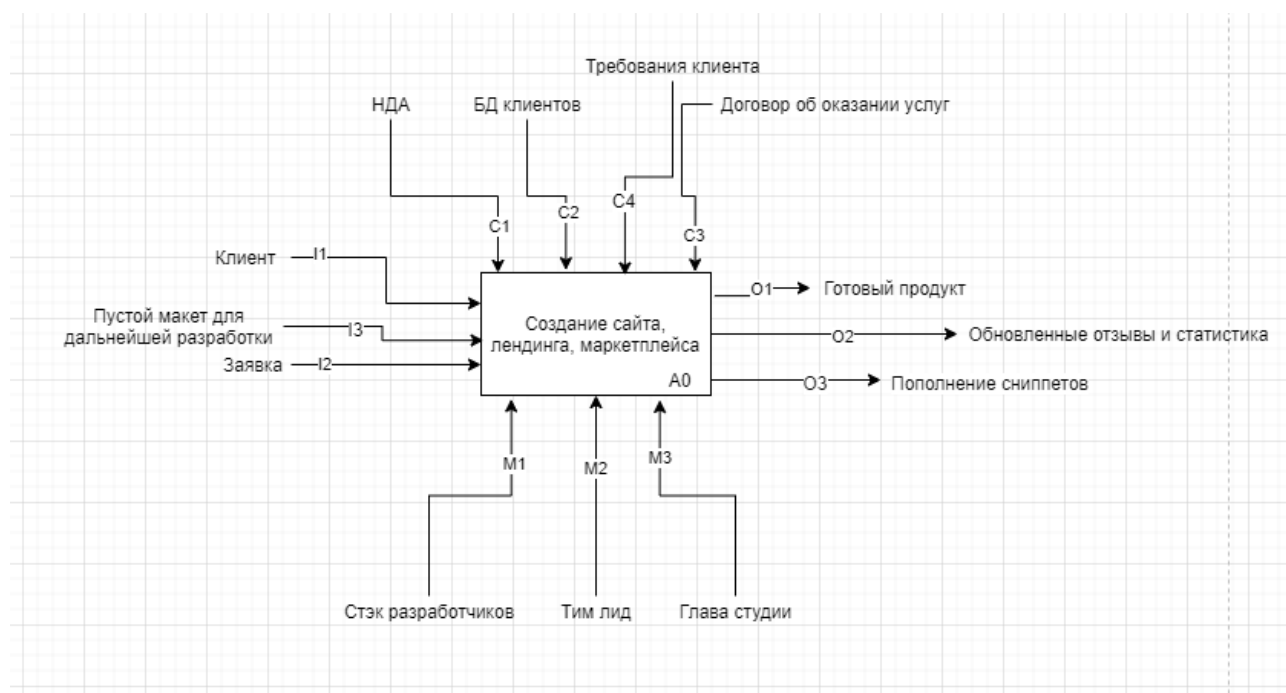 Требования клиента
НДА
БД клиентов
Договор об оказании услуг
C1
C2
C4
C3
Клиент
I1
Пустой макет для
дальнейшей разработки
I3
Заявка
I2
Создание сайта,
лендинга, маркетплейса
A0
O1
Готовый продукт
O2
Обновленные отзывы и статистика
O3
Пополнение сниппетов
M1
M2
M3
Стэк разработчиков
Тим лид
Глава студии